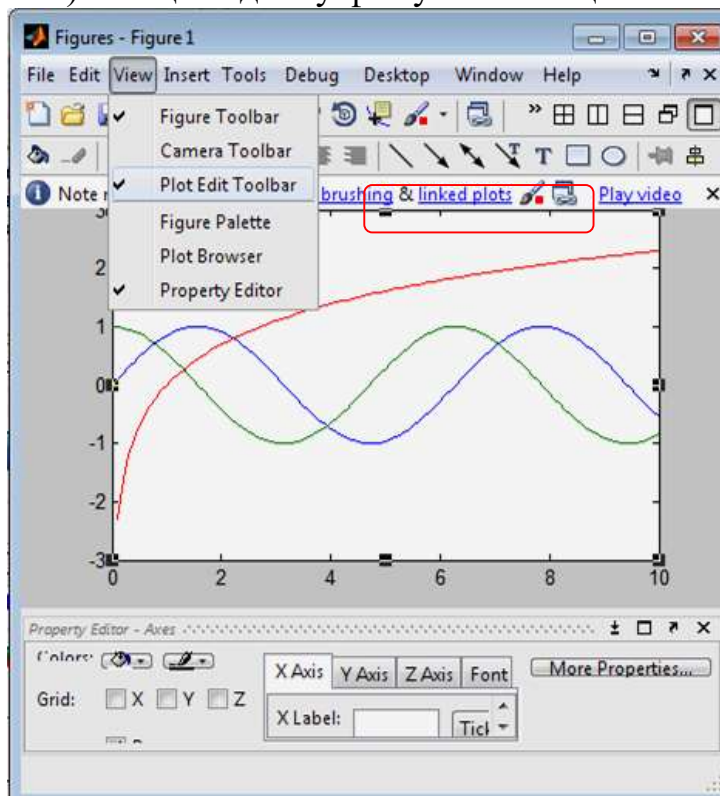 Figures - Figure 1
File Edit View Insert Tools Debug Desktop Window Help
Figure Toolbar
Camera Toolbar
Plot Edit Toolbar
Figure Palette
Plot Browser
Property Editor
T
Note brushing & linked plots Play video
2
1
0
-1
-2
-3
0 2 4 6 8 10
Property Editor - Axes
Colors:
Grid: X Y Z
X Axis Y Axis Z Axis Font
X Label:
More Properties...